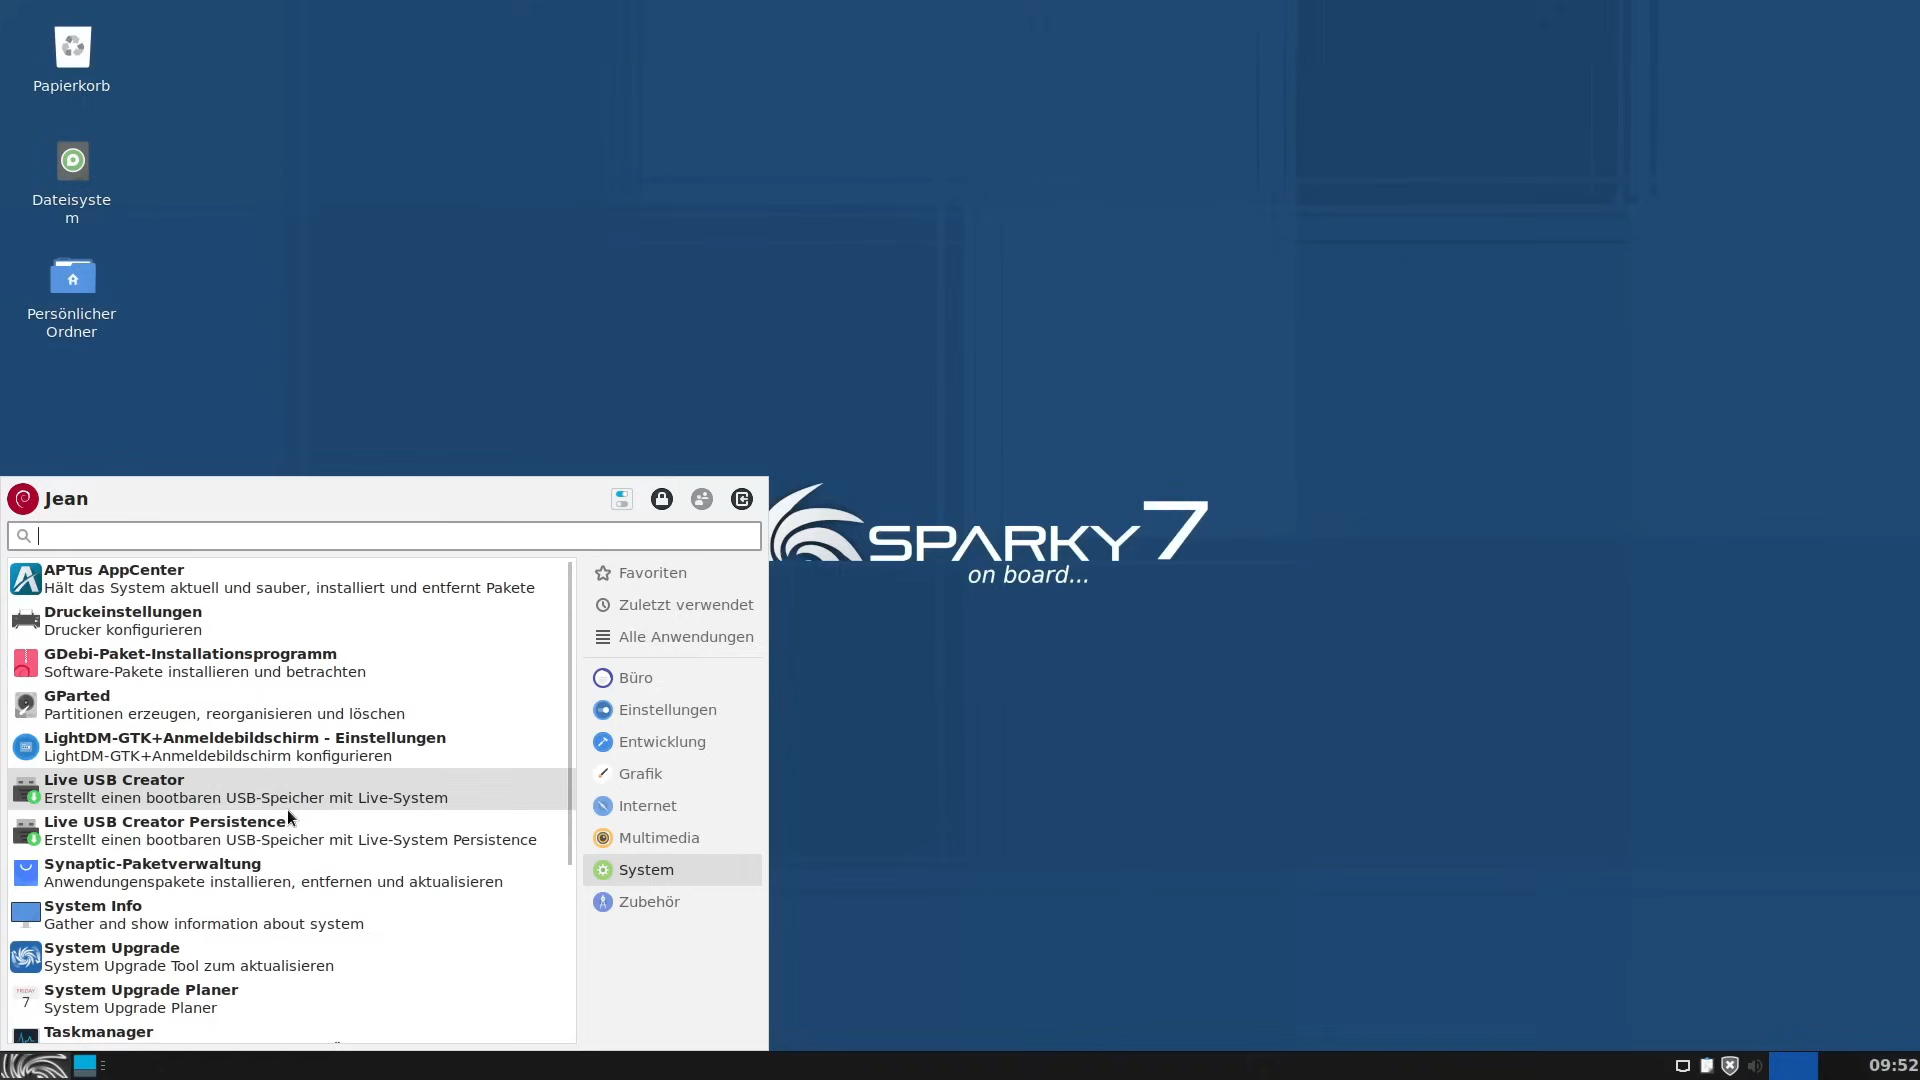 Papierkorb
Dateisyste
m
Persönlicher
Ordner
Jean
APTus AppCenter
Hält das System aktuell und sauber, installiert und entfernt Pakete
Druckeinstellungen
Drucker konfigurieren
GDebi-Paket-Installationsprogramm
Software-Pakete installieren und betrachten
GParted
Partitionen erzeugen, reorganisieren und löschen
LightDM-GTK+Anmeldebildschirm - Einstellungen
LightDM-GTK+Anmeldebildschirm konfigurieren
Live USB Creator
Erstellt einen bootbaren USB-Speicher mit Live-System
Live USB Creator Persistence
Erstellt einen bootbaren USB-Speicher mit Live-System Persistence
Synaptic-Paketverwaltung
Anwendungenspakete installieren, entfernen und aktualisieren
System Info
Gather and show information about system
System Upgrade
System Upgrade Tool zum aktualisieren
FRIDAY
7
System Upgrade Planer
System Upgrade Planer
Taskmanager
Favoriten
Zuletzt verwendet
Alle Anwendungen
Büro
Einstellungen
Entwicklung
Grafik
Internet
Multimedia
System
Zubehör
SPARKY 7
on board...
09:52